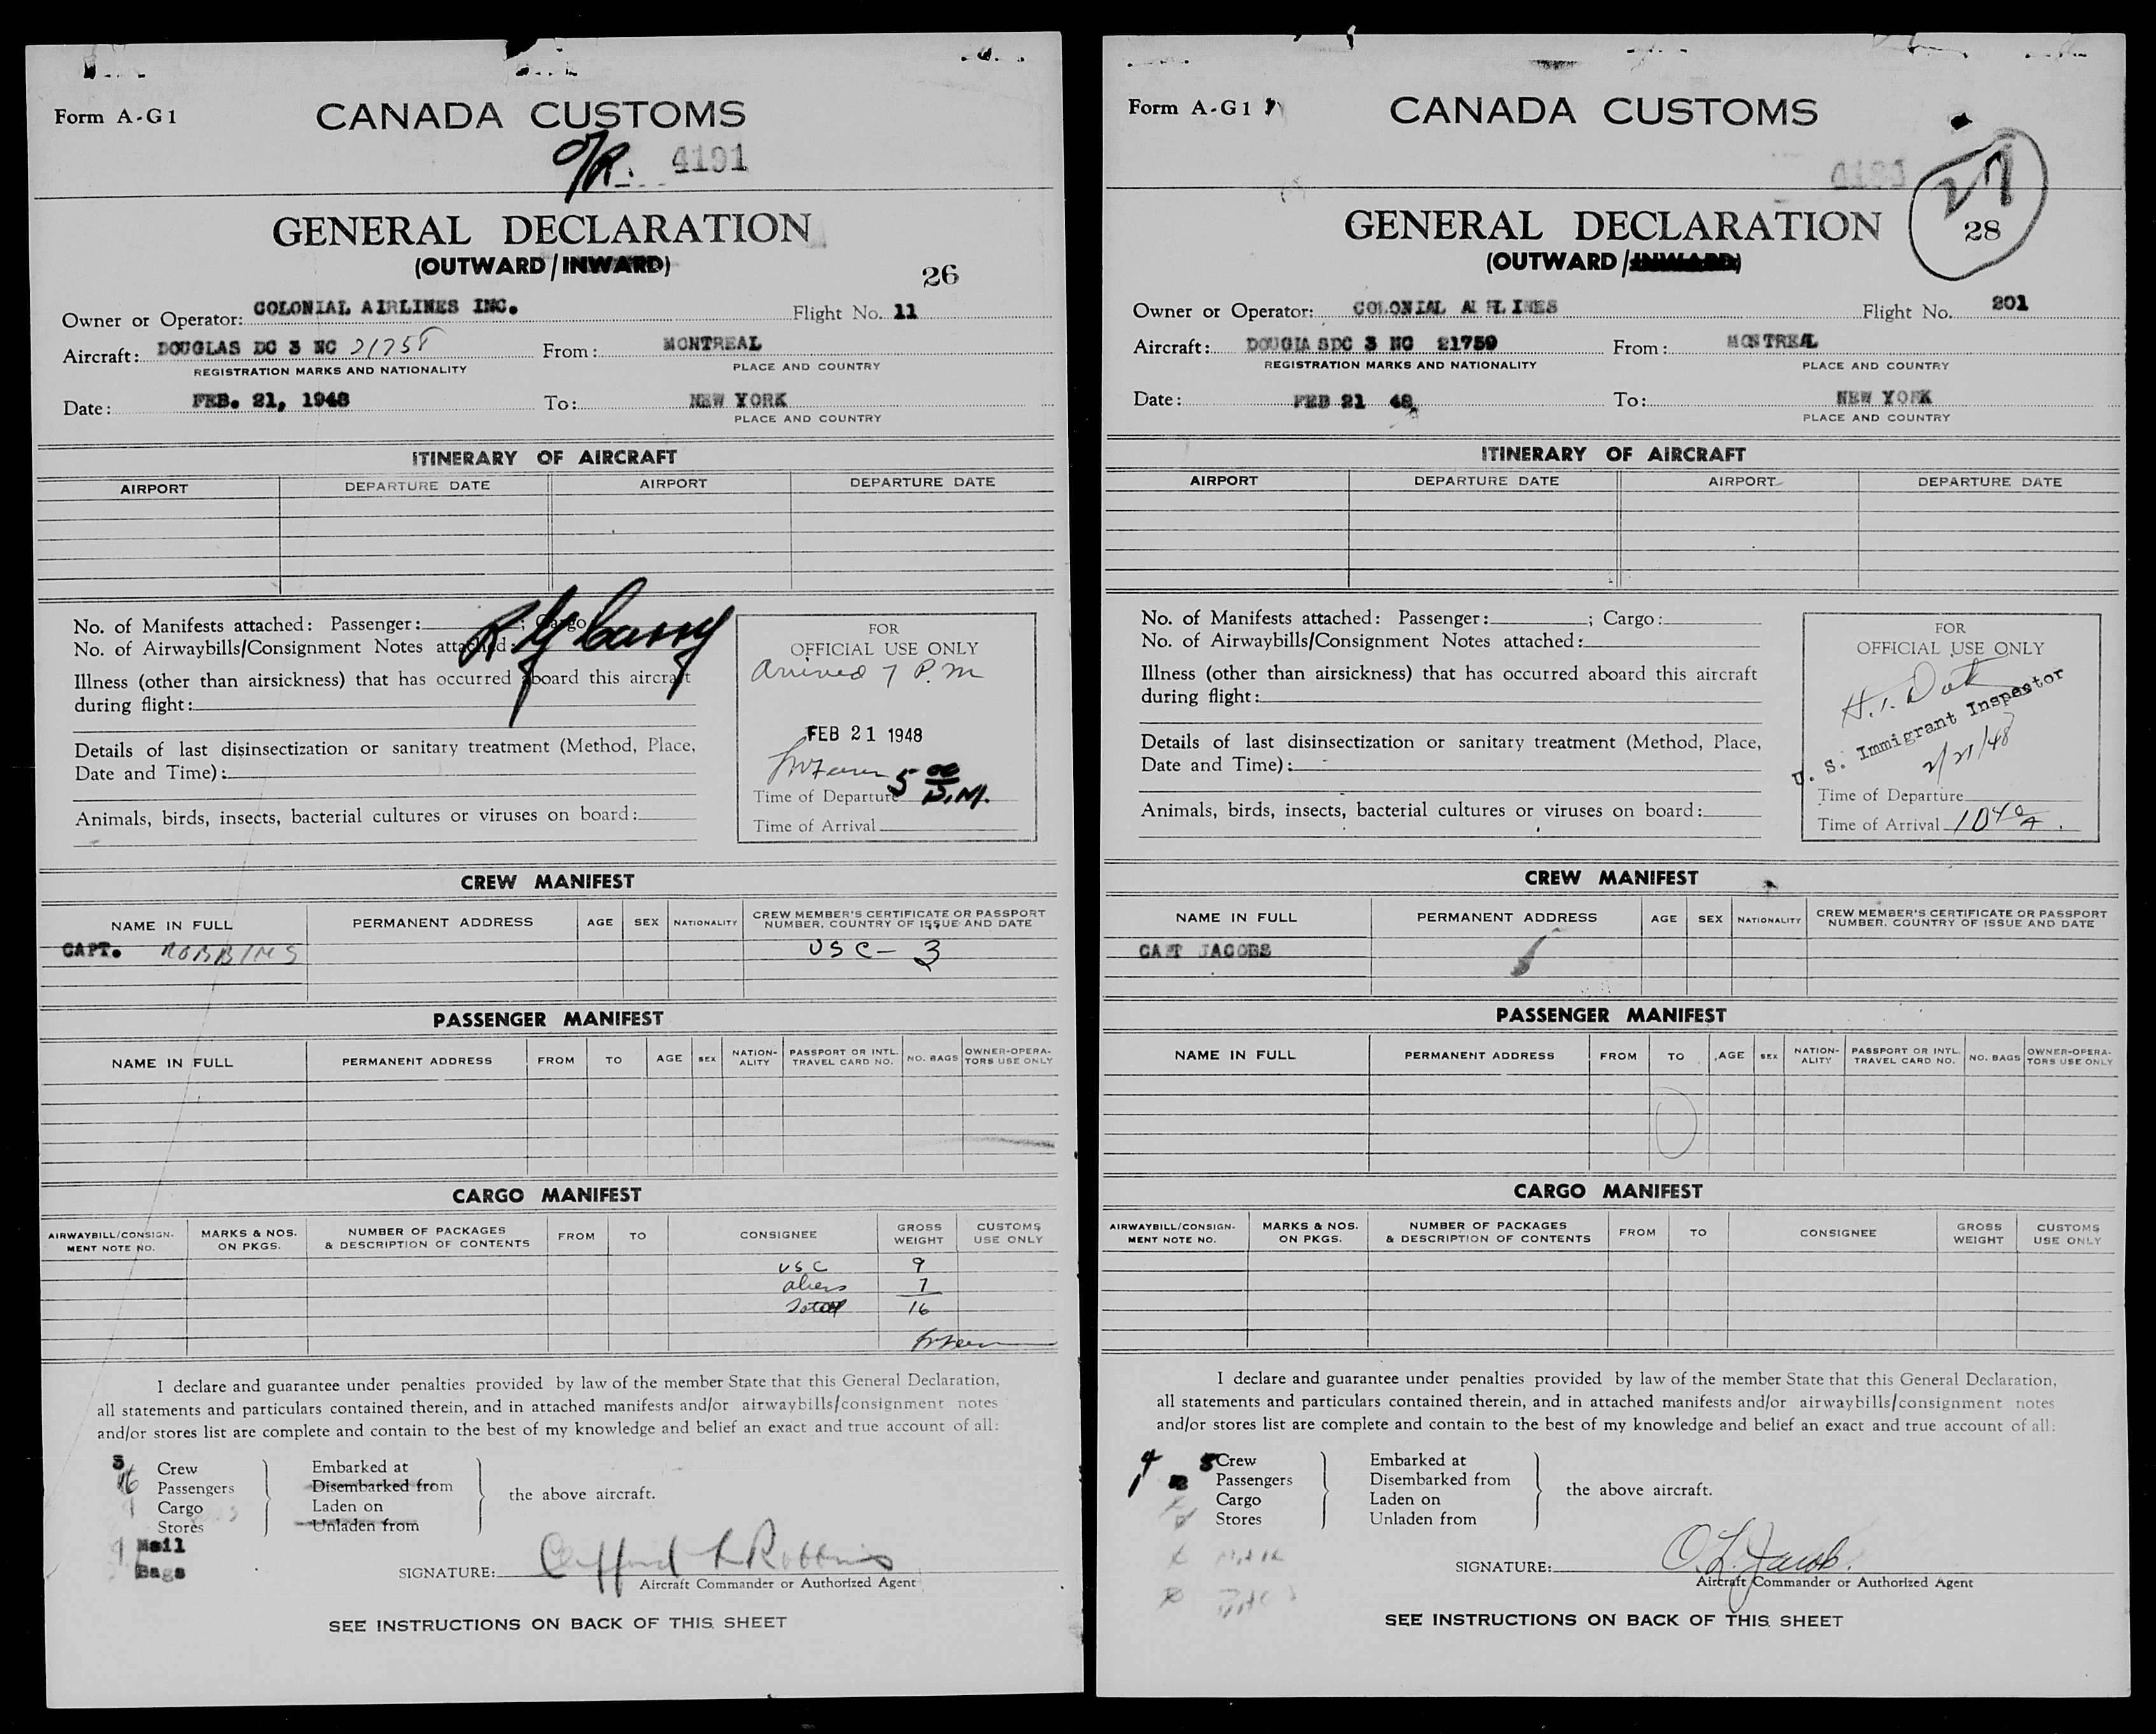 Form A-G1
CANADA CUSTOMS
O/R. 4191
GENERAL DECLARATION
(OUTWARD / INWARD)
26
Owner or Operator: COLONIAL AIRLINES INC. Flight No. 11
Aircraft: DOUGLAS DC 3 NC 21758 From: MONTREAL
REGISTRATION MARKS AND NATIONALITY PLACE AND COUNTRY
Date: FEB. 21, 1948 To: NEW YORK
PLACE AND COUNTRY
ITINERARY OF AIRCRAFT
AIRPORT DEPARTURE DATE AIRPORT DEPARTURE DATE
No. of Manifests attached: Passenger: ; Cargo
No. of Airwaybills/Consignment Notes attached:
Illness (other than airsickness) that has occurred aboard this aircraft
during flight:
Details of last disinsectization or sanitary treatment (Method, Place,
Date and Time):
Animals, birds, insects, bacterial cultures or viruses on board:
FOR
OFFICIAL USE ONLY
Arrived 7 P.M
FEB 21 1948
Time of Departure 5 00 P.M.
Time of Arrival
CREW MANIFEST
NAME IN FULL PERMANENT ADDRESS AGE SEX NATIONALITY CREW MEMBER'S CERTIFICATE OR PASSPORT
NUMBER, COUNTRY OF ISSUE AND DATE
CAPT. ROBBINS USC - 3
PASSENGER MANIFEST
NAME IN FULL PERMANENT ADDRESS FROM TO AGE SEX NATION-
ALITY PASSPORT OR INTL.
TRAVEL CARD NO. NO. BAGS OWNER-OPERA-
TORS USE ONLY
CARGO MANIFEST
AIRWAYBILL/CONSIGN-
MENT NOTE NO. MARKS & NOS.
ON PKGS. NUMBER OF PACKAGES
& DESCRIPTION OF CONTENTS FROM TO CONSIGNEE GROSS
WEIGHT CUSTOMS
USE ONLY
USC 9
aliens 7
Total 16
I declare and guarantee under penalties provided by law of the member State that this General Declaration,
all statements and particulars contained therein, and in attached manifests and/or airwaybills/consignment notes
and/or stores list are complete and contain to the best of my knowledge and belief an exact and true account of all:
3 Crew Embarked at
16 Passengers Disembarked from
Cargo Laden on
Stores Unladen from
the above aircraft.
Mail
Bags
SIGNATURE: Clifford L Robbins
Aircraft Commander or Authorized Agent
SEE INSTRUCTIONS ON BACK OF THIS SHEET
Form A-G1
CANADA CUSTOMS
27
GENERAL DECLARATION
28
(OUTWARD / INWARD)
Owner or Operator: COLONIAL AIRLINES Flight No. 201
Aircraft: DOUGLA SDC 3 NC 21759 From: MONTREAL
REGISTRATION MARKS AND NATIONALITY PLACE AND COUNTRY
Date: FEB 21 48 To: NEW YORK
PLACE AND COUNTRY
ITINERARY OF AIRCRAFT
AIRPORT DEPARTURE DATE AIRPORT DEPARTURE DATE
No. of Manifests attached: Passenger: ; Cargo:
No. of Airwaybills/Consignment Notes attached:
Illness (other than airsickness) that has occurred aboard this aircraft
during flight:
Details of last disinsectization or sanitary treatment (Method, Place,
Date and Time):
Animals, birds, insects, bacterial cultures or viruses on board:
FOR
OFFICIAL USE ONLY
U. S. Immigrant Inspector
2/21/48
Time of Departure
Time of Arrival 10 40 A.
CREW MANIFEST
NAME IN FULL PERMANENT ADDRESS AGE SEX NATIONALITY CREW MEMBER'S CERTIFICATE OR PASSPORT
NUMBER, COUNTRY OF ISSUE AND DATE
CAPT JACOBS
PASSENGER MANIFEST
NAME IN FULL PERMANENT ADDRESS FROM TO AGE SEX NATION-
ALITY PASSPORT OR INTL.
TRAVEL CARD NO. NO. BAGS OWNER-OPERA-
TORS USE ONLY
CARGO MANIFEST
AIRWAYBILL/CONSIGN-
MENT NOTE NO. MARKS & NOS.
ON PKGS. NUMBER OF PACKAGES
& DESCRIPTION OF CONTENTS FROM TO CONSIGNEE GROSS
WEIGHT CUSTOMS
USE ONLY
I declare and guarantee under penalties provided by law of the member State that this General Declaration,
all statements and particulars contained therein, and in attached manifests and/or airwaybills/consignment notes
and/or stores list are complete and contain to the best of my knowledge and belief an exact and true account of all:
Crew Embarked at
Passengers Disembarked from
Cargo Laden on
Stores Unladen from
the above aircraft.
MAIL
SIGNATURE: O.L. Jacobs.
Aircraft Commander or Authorized Agent
SEE INSTRUCTIONS ON BACK OF THIS SHEET